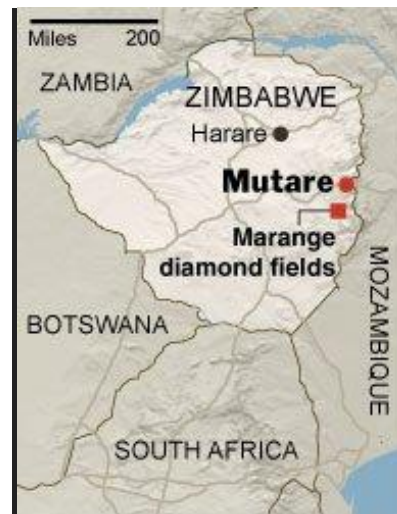 Miles 200
ZAMBIA
ZIMBABWE
Harare
Mutare
Marange
diamond fields
MOZAMBIQUE
BOTSWANA
SOUTH AFRICA